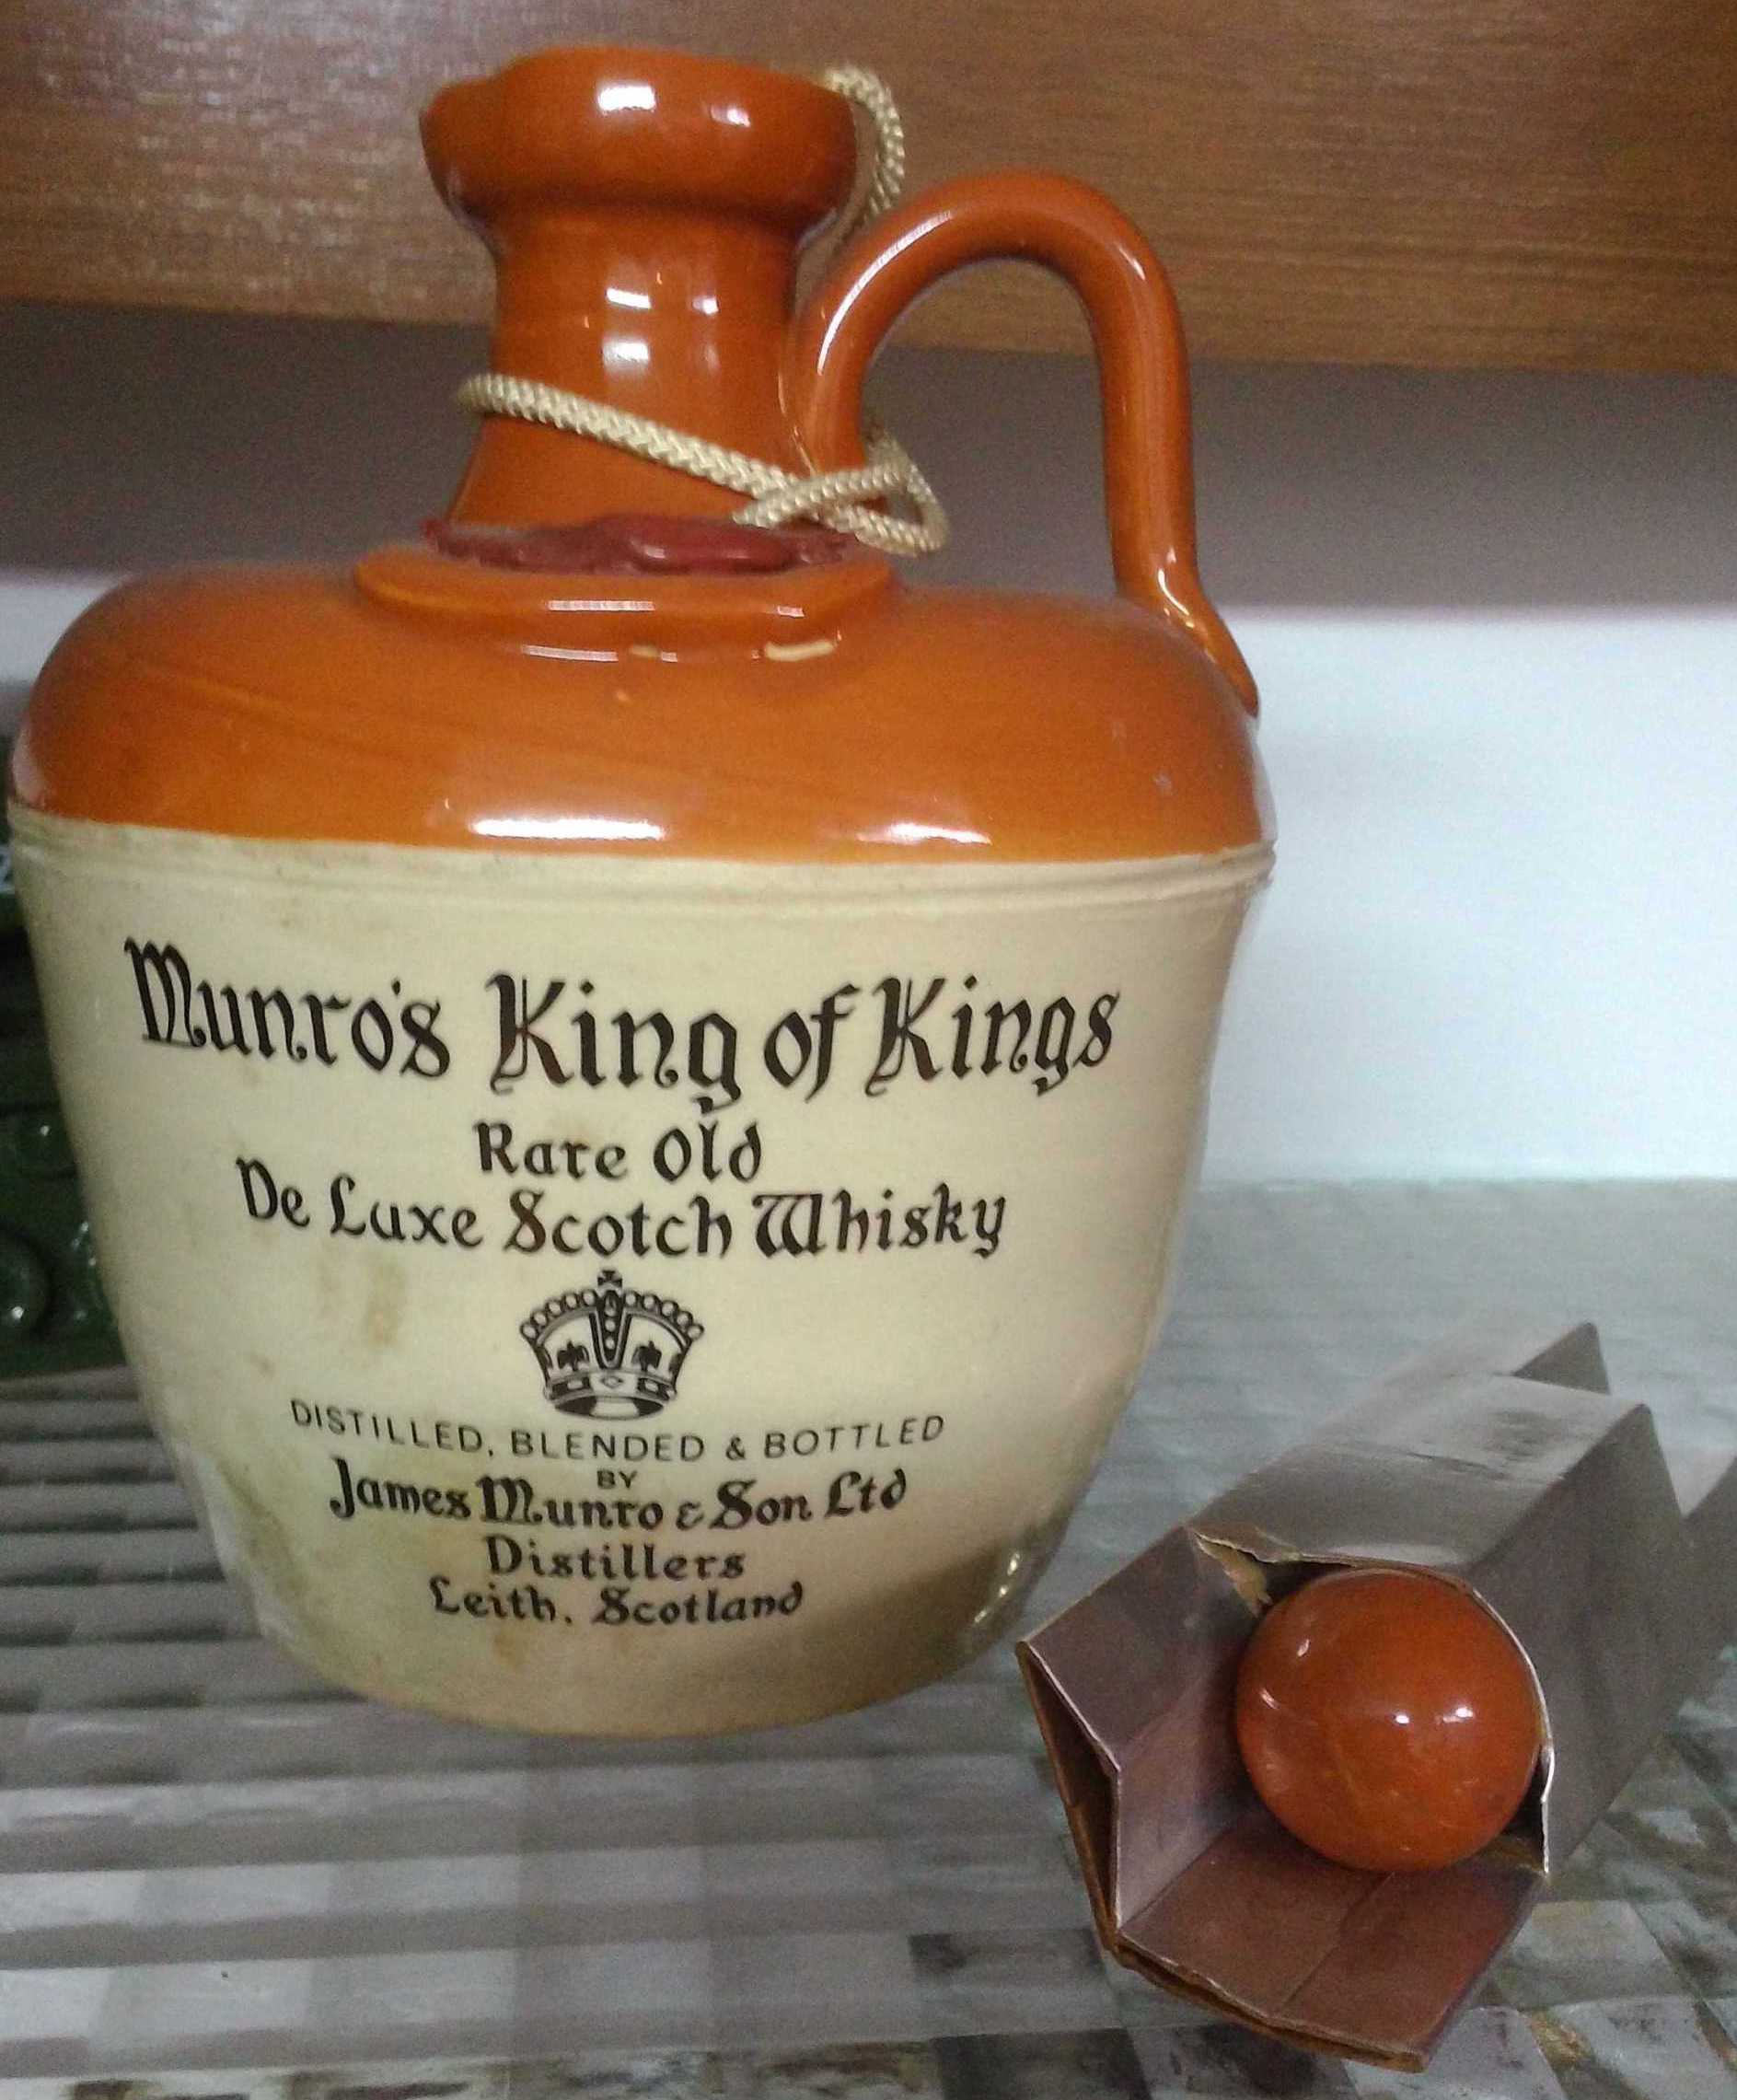 Munro's King of Kings
Rare Old
De Luxe Scotch Whisky
DISTILLED, BLENDED & BOTTLED
BY
James Munro & Son Ltd
Distillers
Leith. Scotland